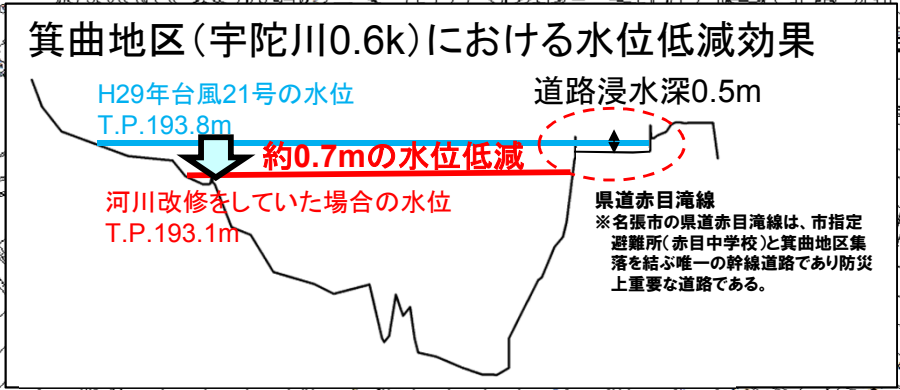 箕曲地区(宇陀川0.6k)における水位低減効果
H29年台風21号の水位
T.P.193.8m
道路浸水深0.5m
約0.7mの水位低減
河川改修をしていた場合の水位
T.P.193.1m
県道赤目滝線
※名張市の県道赤目滝線は、市指定
避難所(赤目中学校)と箕曲地区集
落を結ぶ唯一の幹線道路であり防災
上重要な道路である。